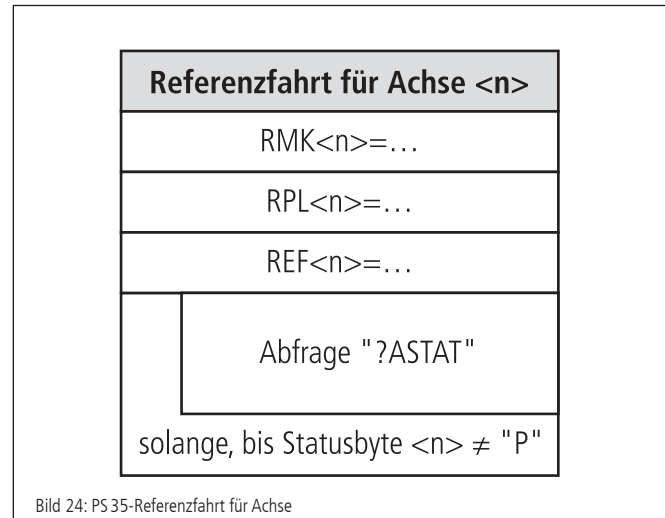 Referenzfahrt für Achse <n>
RMK<n>=…
RPL<n>=…
REF<n>=…
Abfrage "?ASTAT"
solange, bis Statusbyte <n> ≠ "P"
Bild 24: PS 35-Referenzfahrt für Achse